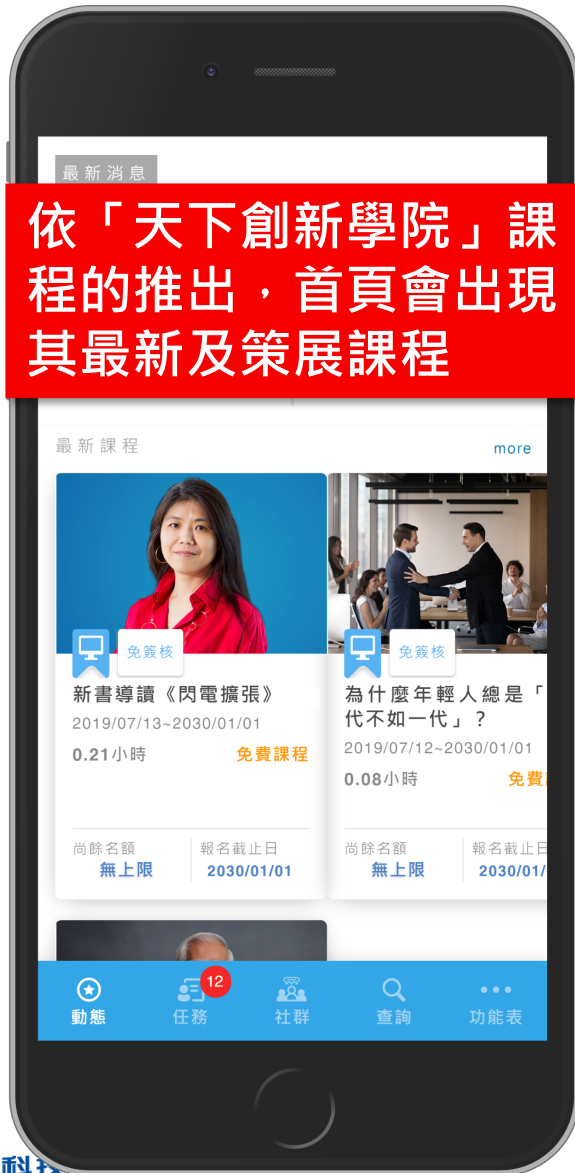 最新消息
依「天下創新學院」課
程的推出，首頁會出現
其最新及策展課程
最新課程
more
免簽核
新書導讀《閃電擴張》
2019/07/13~2030/01/01
0.21小時
免費課程
尚餘名額
無上限
報名截止日
2030/01/01
免簽核
為什麼年輕人總是「
代不如一代」？
2019/07/12~2030/01/01
0.08小時
免費
尚餘名額
無上限
報名截止日
2030/01/
12
動態
任務
社群
查詢
功能表
科技